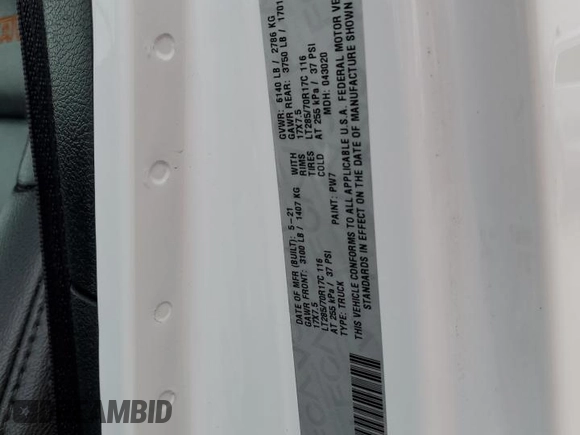 DATE OF MFR (BUILT): 5-21 GVWR: 6140 LB / 2786 KG
GAWR FRONT: 3100 LB / 1407 KG WITH GAWR REAR: 3750 LB / 1701
17X7.5 RIMS 17X7.5
LT285/70R17C 116 TIRES LT285/70R17C 116
AT 255 kPa / 37 PSI COLD AT 255 kPa / 37 PSI
TYPE: TRUCK PAINT: PW7 MDH: 043020
THIS VEHICLE CONFORMS TO ALL APPLICABLE U.S.A. FEDERAL MOTOR VE
STANDARDS IN EFFECT ON THE DATE OF MANUFACTURE SHOWN